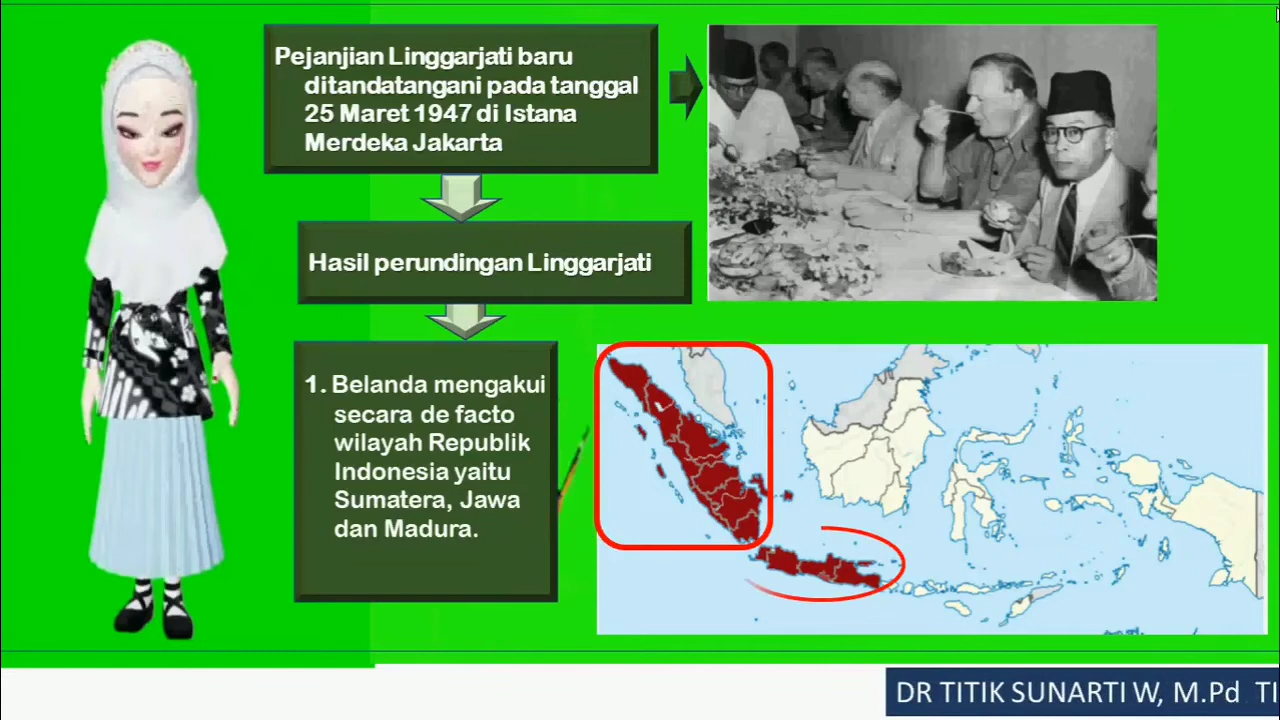 Pejanjian Linggarjati baru
ditandatangani pada tanggal
25 Maret 1947 di Istana
Merdeka Jakarta
Hasil perundingan Linggarjati
1. Belanda mengakui
secara de facto
wilayah Republik
Indonesia yaitu
Sumatera, Jawa
dan Madura.
DR TITIK SUNARTI W, M.Pd TI